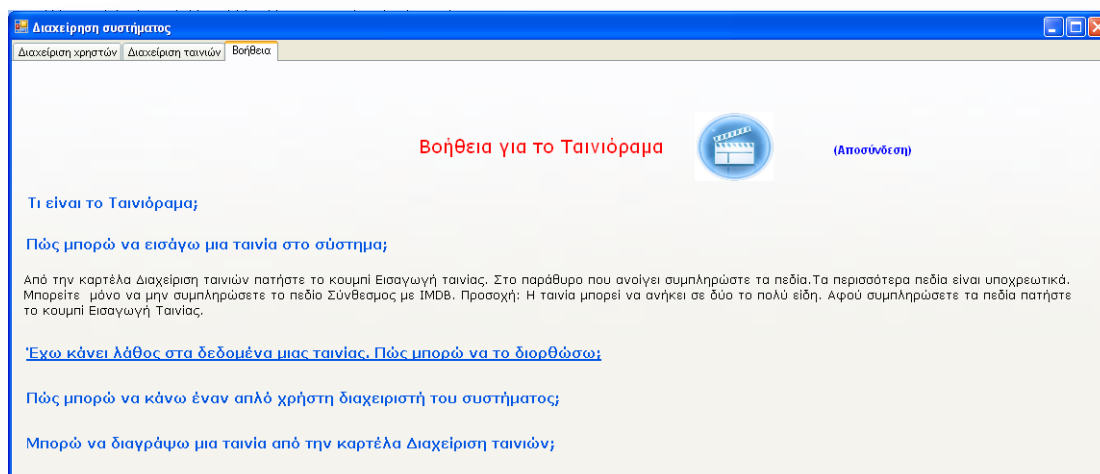 Διαχείρηση συστήματος
Διαχείριση χρηστών Διαχείριση ταινιών Βοήθεια
Βοήθεια για το Ταινιόραμα
(Αποσύνδεση)
Τι είναι το Ταινιόραμα;
Πώς μπορώ να εισάγω μια ταινία στο σύστημα;
Από την καρτέλα Διαχείριση ταινιών πατήστε το κουμπί Εισαγωγή ταινίας. Στο παράθυρο που ανοίγει συμπληρώστε τα πεδία.Τα περισσότερα πεδία είναι υποχρεωτικά.
Μπορείτε μόνο να μην συμπληρώσετε το πεδίο Σύνθεσμος με IMDB. Προσοχή: Η ταινία μπορεί να ανήκει σε δύο το πολύ είδη. Αφού συμπληρώσετε τα πεδία πατήστε
το κουμπί Εισαγωγή Ταινίας.
Έχω κάνει λάθος στα δεδομένα μιας ταινίας. Πώς μπορώ να το διορθώσω;
Πώς μπορώ να κάνω έναν απλό χρήστη διαχειριστή του συστήματος;
Μπορώ να διαγράψω μια ταινία από την καρτέλα Διαχείριση ταινιών;